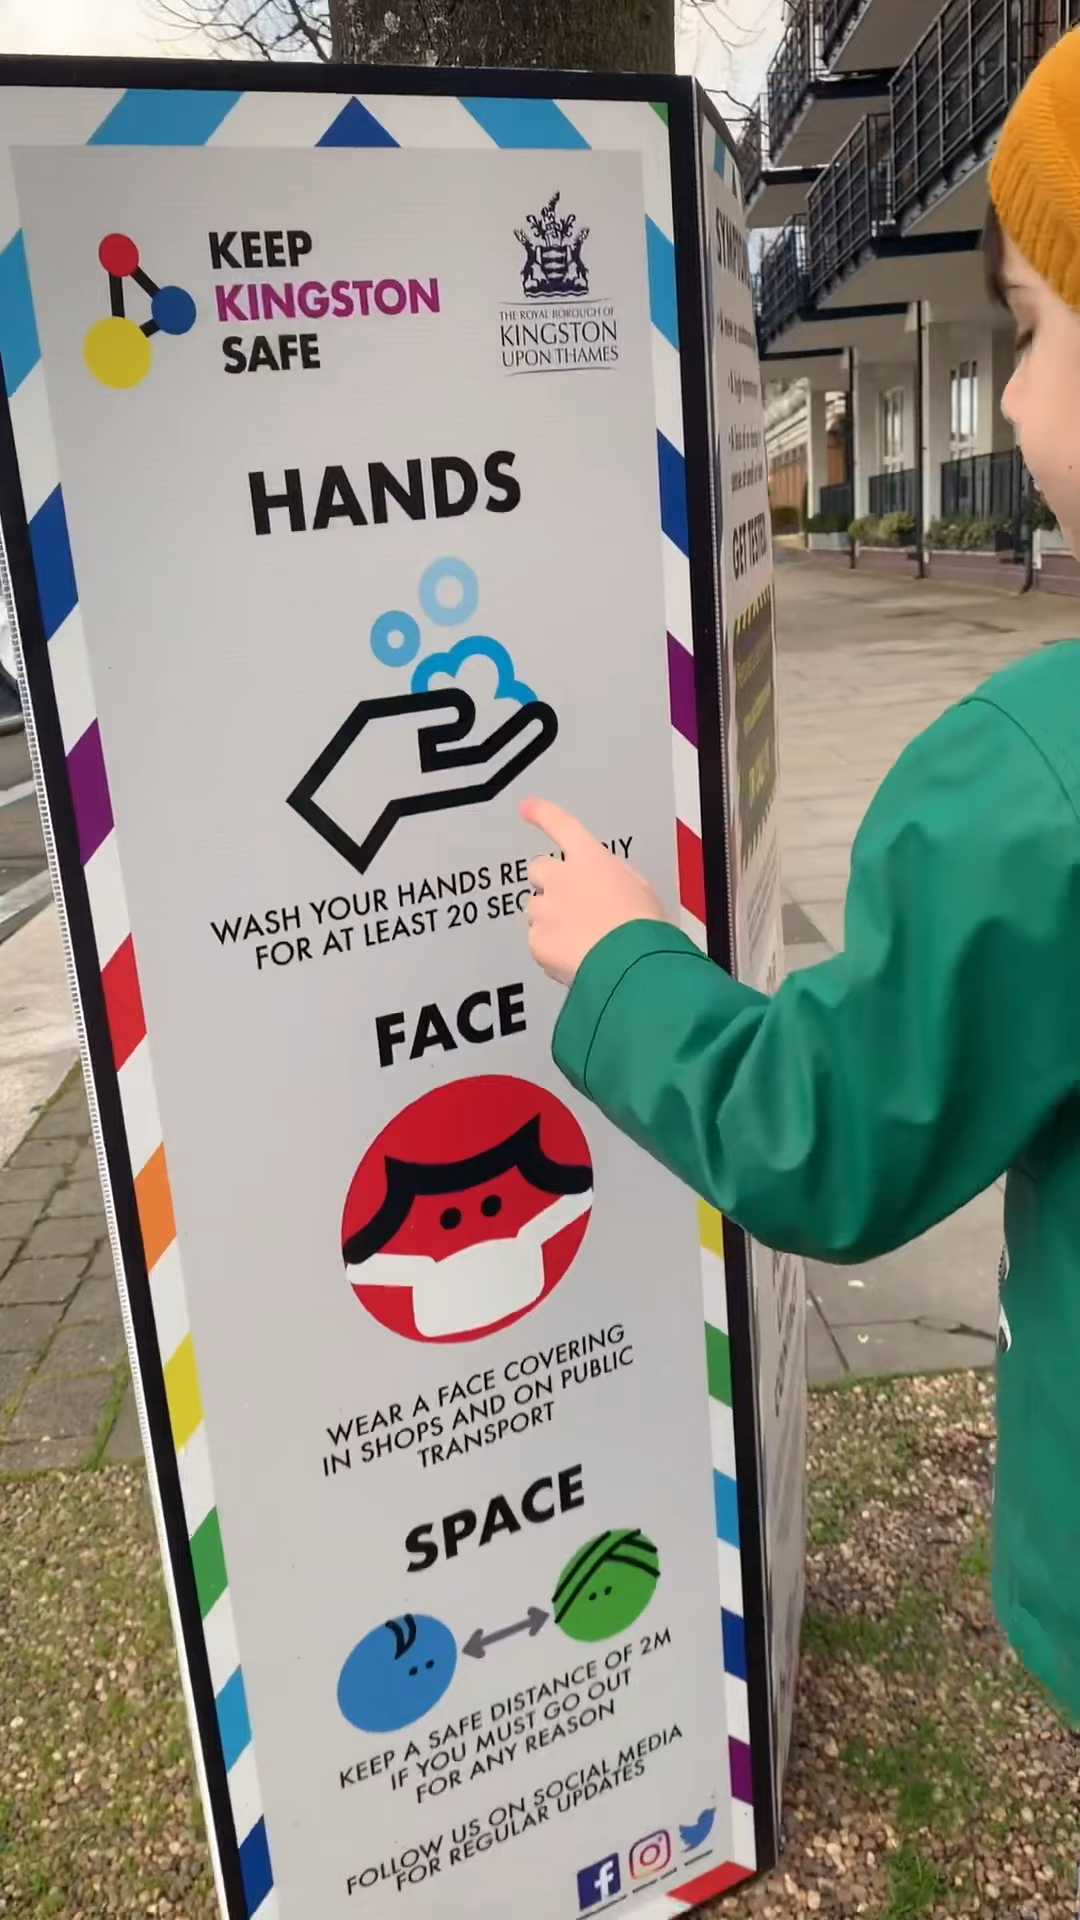 KEEP
KINGSTON
SAFE
THE ROYAL BOROUGH OF
KINGSTON
UPON THAMES
HANDS
WASH YOUR HANDS
FOR AT LEAST 20
FACE
WEAR A FACE COVERING
IN SHOPS AND ON PUBLIC
TRANSPORT
SPACE
KEEP A SAFE DISTANCE OF 2M
IF YOU MUST GO OUT
FOR ANY REASON
FOLLOW US ON SOCIAL MEDIA
FOR REGULAR UPDATES
GET TESTED